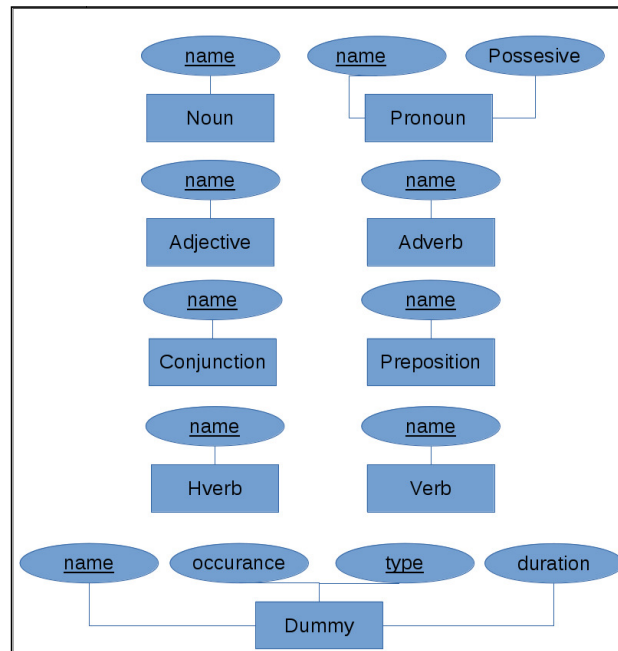 name name Possesive
Noun Pronoun
name name
Adjective Adverb
name name
Conjunction Preposition
name name
Hverb Verb
name occurance type duration
Dummy